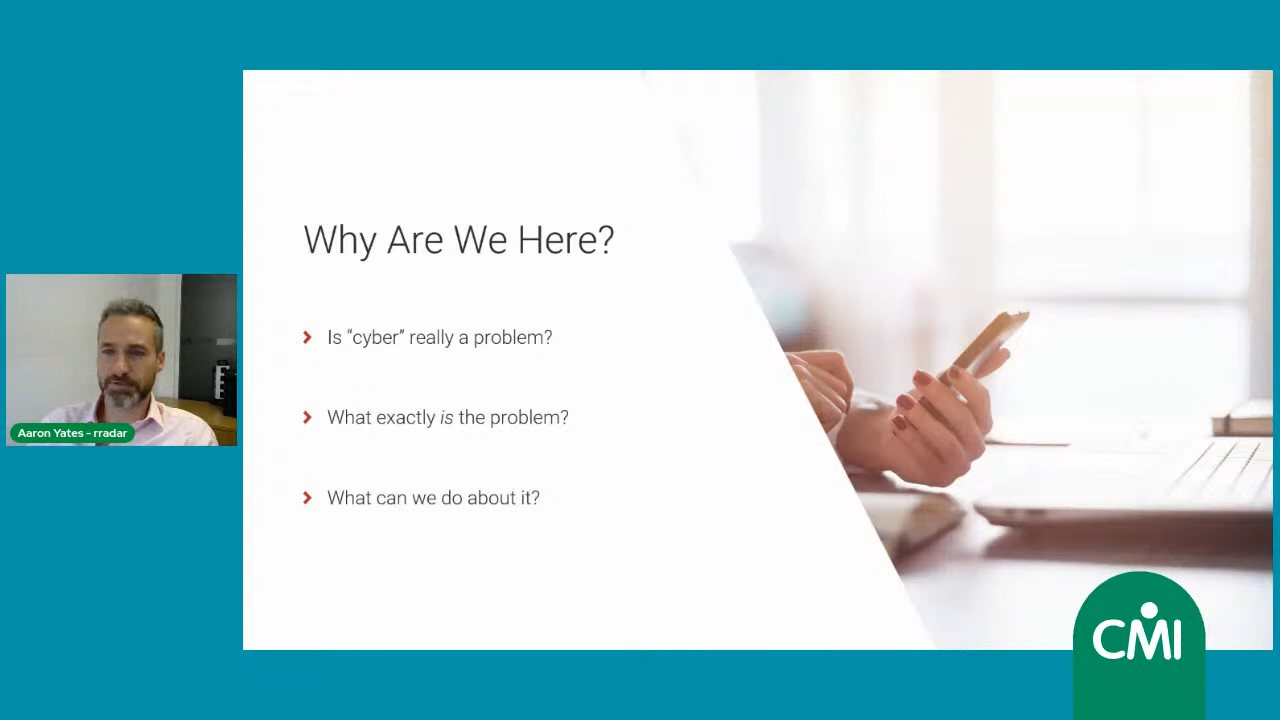 Why Are We Here?
Is “cyber” really a problem?
What exactly is the problem?
What can we do about it?
Aaron Yates - rradar
CMI